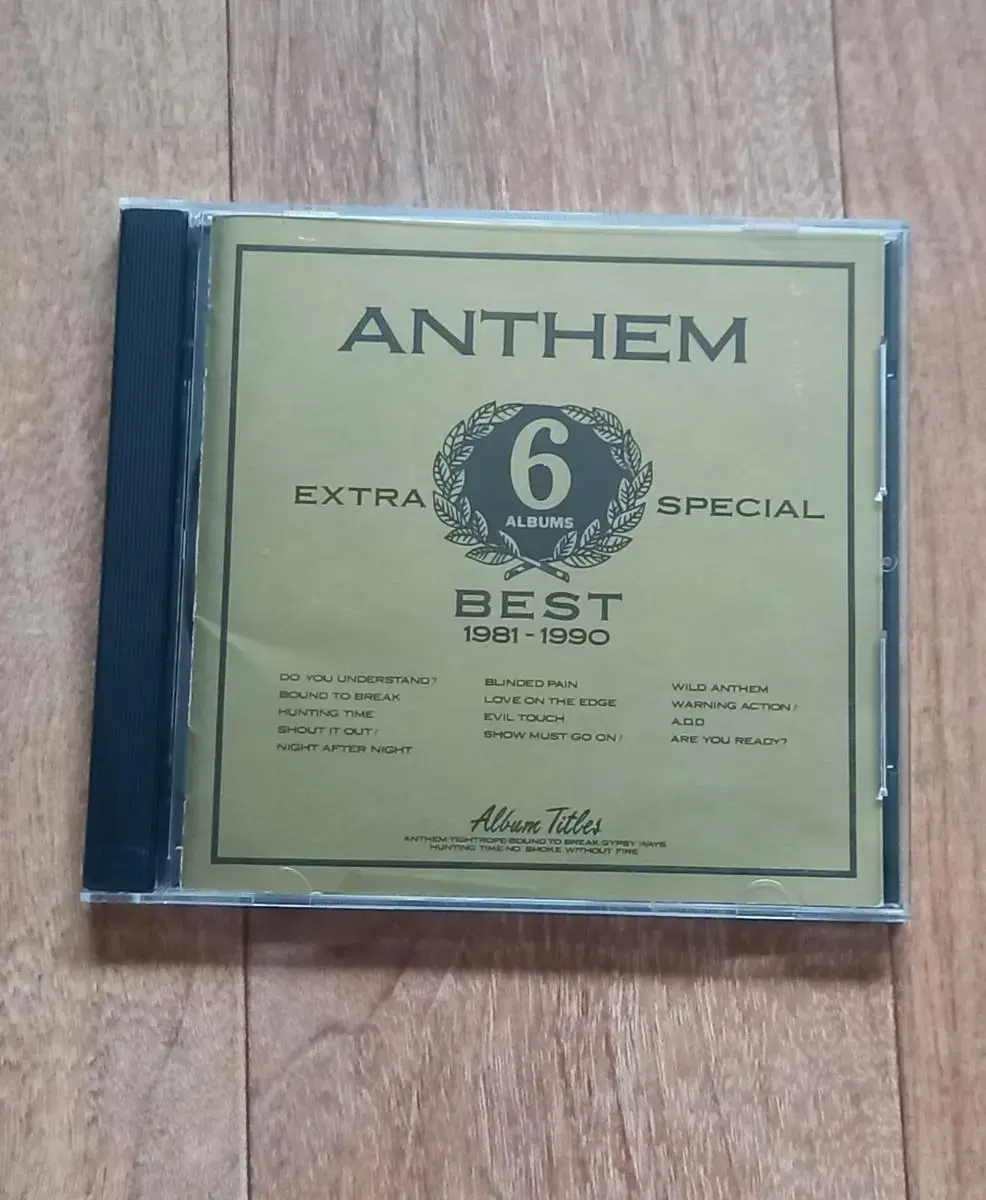 ANTHEM
6
ALBUMS
EXTRA SPECIAL
BEST
1981-1990
DO YOU UNDERSTAND?
BOUND TO BREAK
HUNTING TIME
SHOUT IT OUT!
NIGHT AFTER NIGHT
BLINDED PAIN
LOVE ON THE EDGE
EVIL TOUCH
SHOW MUST GO ON!
WILD ANTHEM
WARNING ACTION!
A.D.D
ARE YOU READY?
Album Titles
ANTHEM·TIGHTROPE·BOUND TO BREAK·GYPSY WAYS
HUNTING TIME·NO SMOKE WITHOUT FIRE